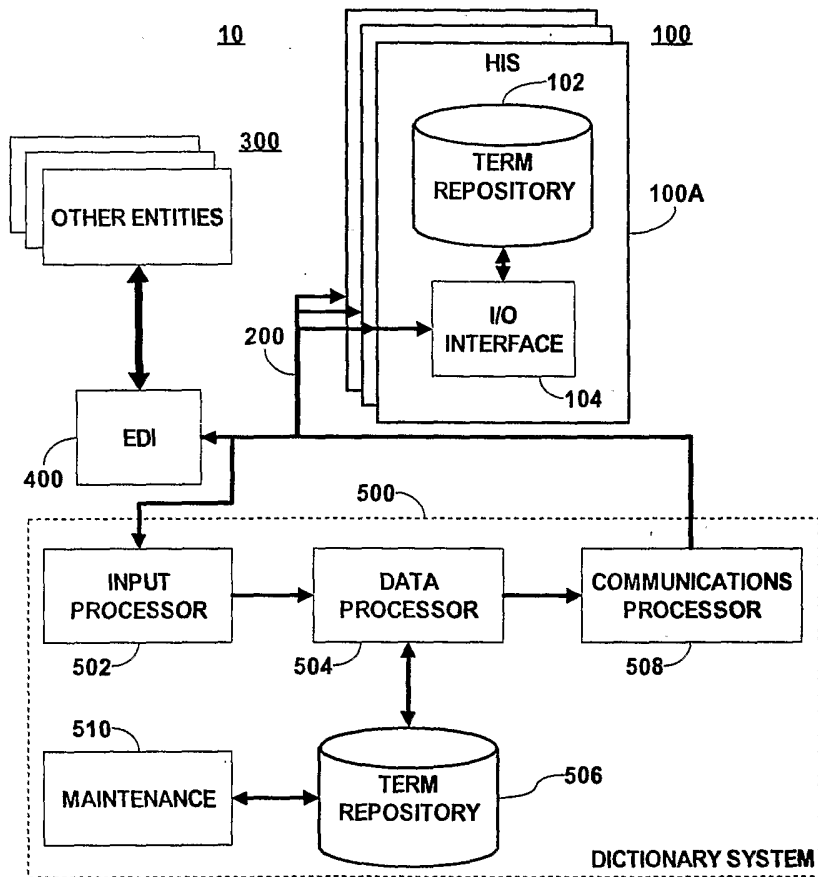 10
100
HIS
102
TERM
REPOSITORY
100A
300
OTHER ENTITIES
I/O
INTERFACE
104
200
EDI
400
500
INPUT
PROCESSOR
502
DATA
PROCESSOR
504
COMMUNICATIONS
PROCESSOR
508
510
MAINTENANCE
TERM
REPOSITORY
506
DICTIONARY SYSTEM